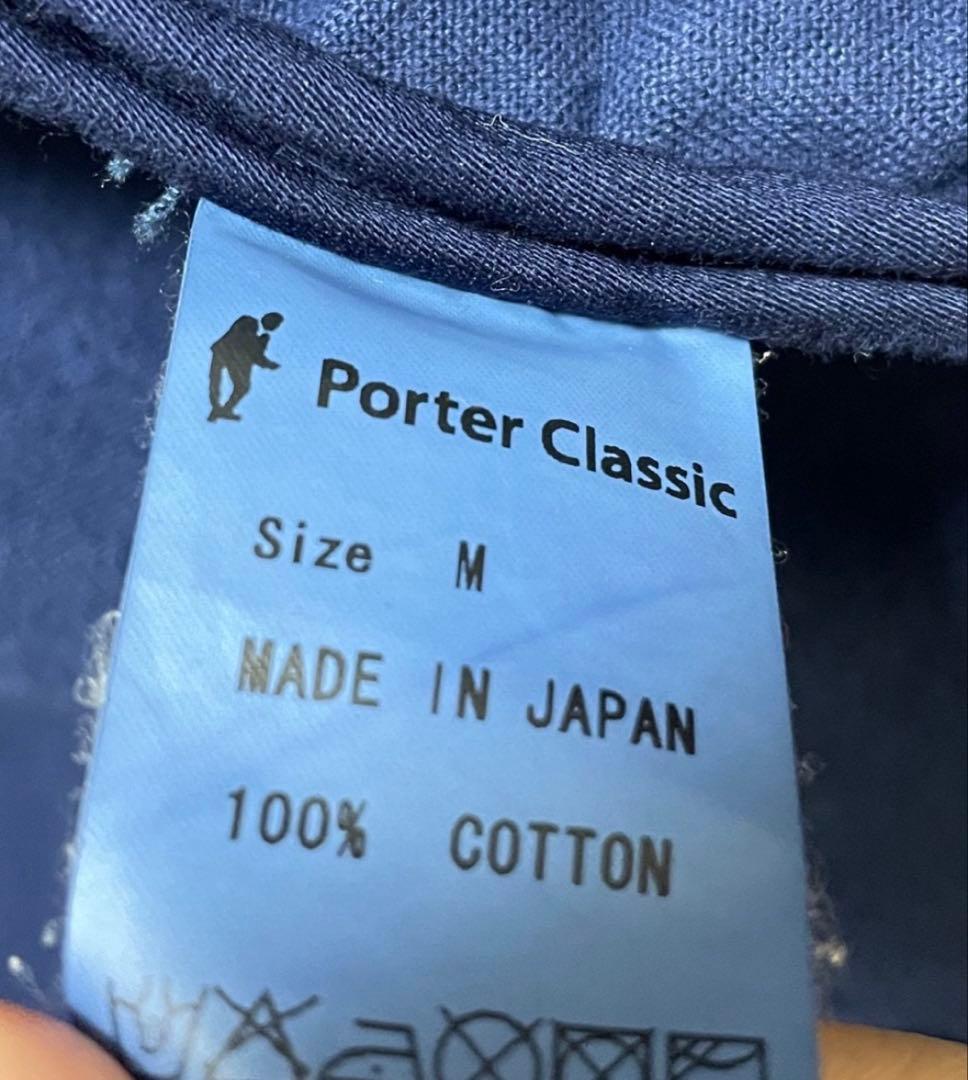 Porter Classic
Size M
MADE IN JAPAN
100% COTTON